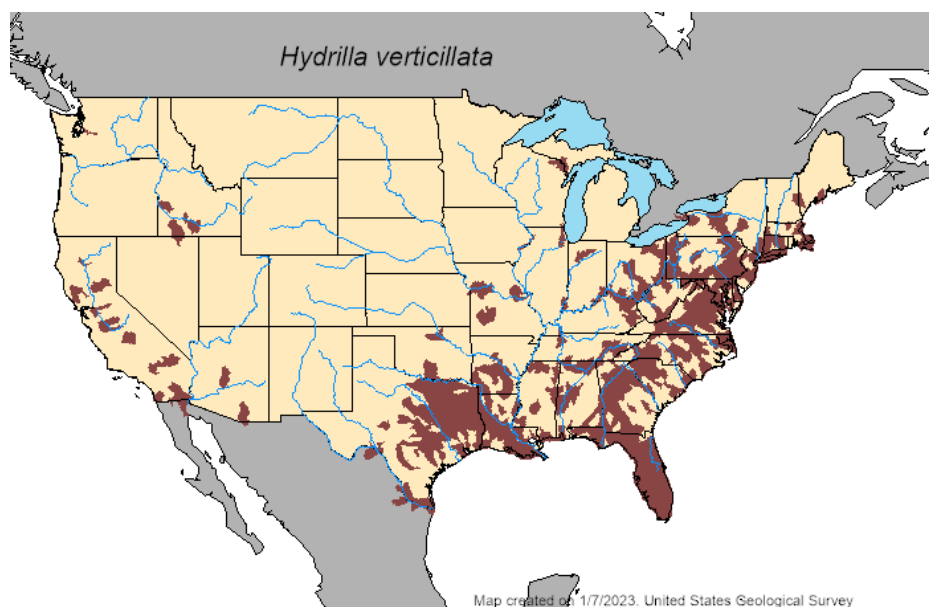 Hydrilla verticillata
Map created on 1/7/2023. United States Geological Survey